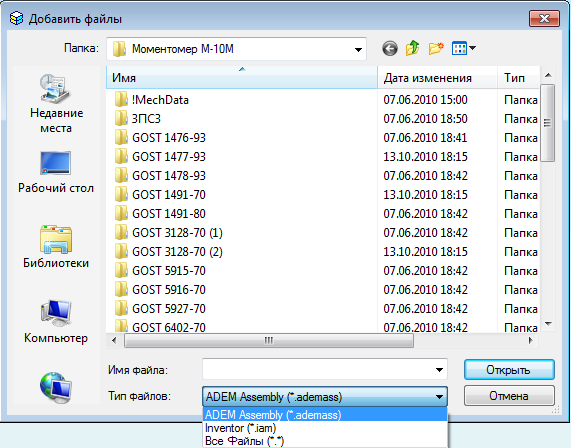 Добавить файлы
Папка: Моментомер М-10М
Имя Дата изменения Тип
!MechData 07.06.2010 15:00 Папка
3ПС3 07.06.2010 18:50 Папка
GOST 1476-93 07.06.2010 18:41 Папка
GOST 1477-93 13.10.2010 18:15 Папка
GOST 1478-93 07.06.2010 18:42 Папка
GOST 1491-70 13.10.2010 18:15 Папка
GOST 1491-80 07.06.2010 18:42 Папка
GOST 3128-70 (1) 07.06.2010 18:42 Папка
GOST 3128-70 (2) 13.10.2010 18:15 Папка
GOST 5915-70 07.06.2010 18:42 Папка
GOST 5916-70 07.06.2010 18:42 Папка
GOST 5927-70 07.06.2010 18:42 Папка
GOST 6402-70 07.06.2010 18:42 Папка
Недавние
места
Рабочий стол
Библиотеки
Компьютер
Имя файла: Открыть
Тип файлов: ADEM Assembly (*.ademass) Отмена
ADEM Assembly (*.ademass)
Inventor (*.iam)
Все Файлы (*.*)